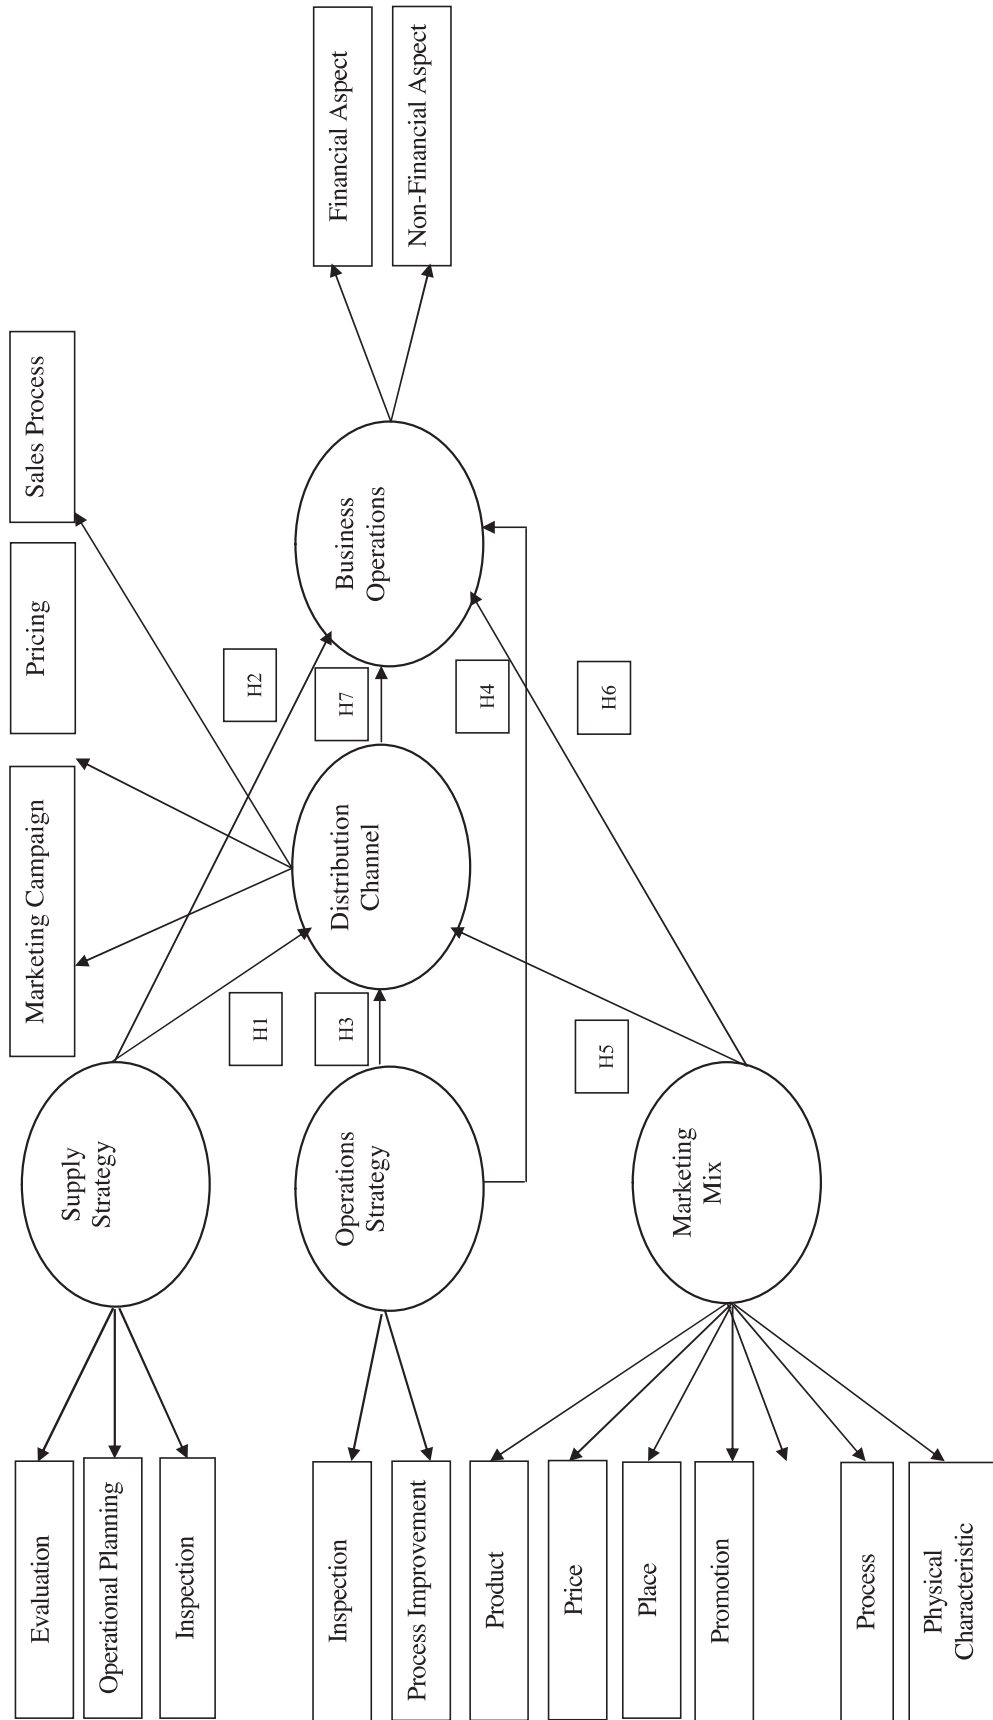 Evaluation
Operational Planning
Inspection
Inspection
Process Improvement
Product
Price
Place
Promotion
Process
Physical
Characteristic
Supply
Strategy
Operations
Strategy
Marketing
Mix
H1
H3
H5
Marketing Campaign
Pricing
Sales Process
Distribution
Channel
H2
H7
H4
H6
Business
Operations
Financial Aspect
Non-Financial Aspect